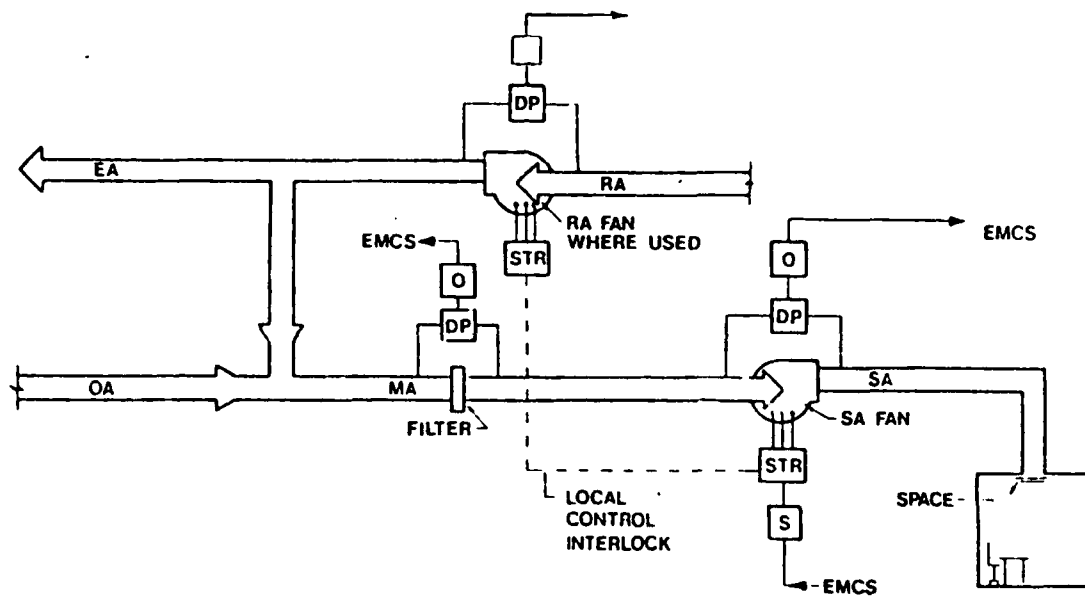 DP
EA
RA
RA FAN
WHERE USED
EMCS
O
STR
DP
O
EMCS
DP
OA
MA
SA
FILTER
SA FAN
STR
LOCAL
CONTROL
INTERLOCK
S
SPACE
EMCS